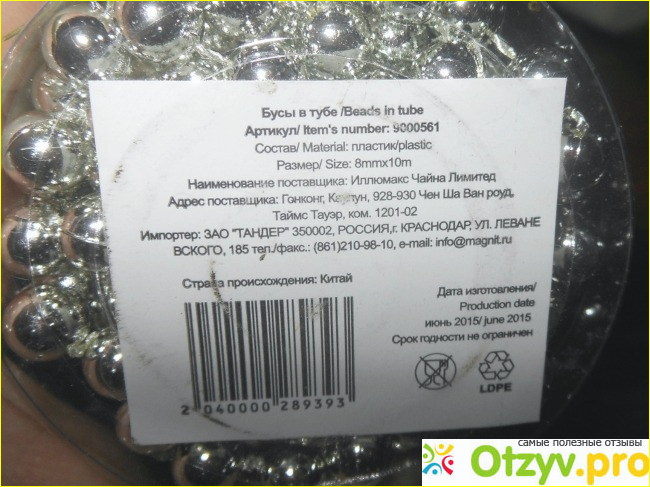 Бусы в тубе /Beads in tube
Артикул/ Item's number: 9000561
Состав/ Material: пластик/plastic
Размер/ Size: 8mmx10m
Наименование поставщика: Иллюмакс Чайна Лимитед
Адрес поставщика: Гонконг, Каулун, 928-930 Чен Ша Ван роуд,
Таймс Тауэр, ком. 1201-02
Импортер: ЗАО "ТАНДЕР" 350002, РОССИЯ,г. КРАСНОДАР, УЛ. ЛЕВАНЕ
ВСКОГО, 185 тел./факс.: (861)210-98-10, e-mail: info@magnit.ru
Страна происхождения: Китай
Дата изготовления/
Production date
июнь 2015/ june 2015
Срок годности не ограничен
2 040000 289393
LDPE
самые полезные отзывы
Otzyv.pro